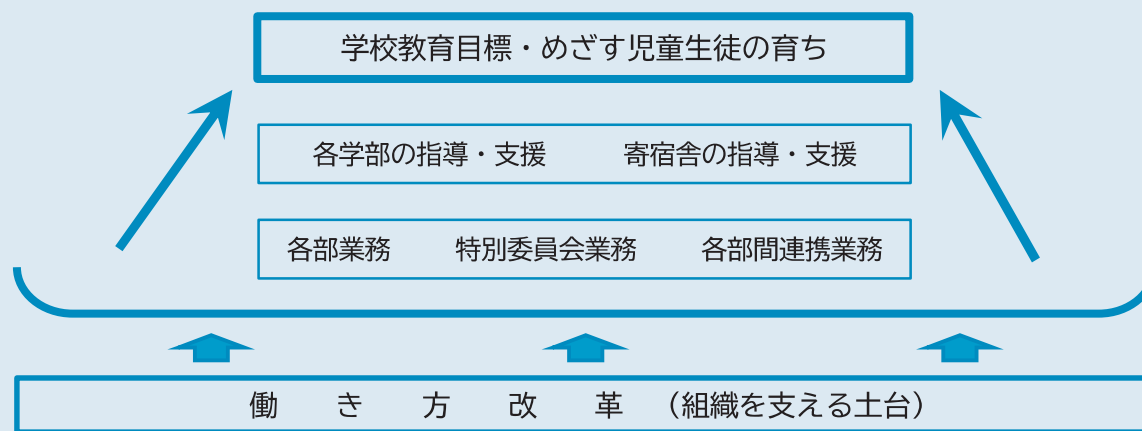 学校教育目標・めざす児童生徒の育ち
各学部の指導・支援　　寄宿舎の指導・支援
各部業務　　特別委員会業務　　各部間連携業務
働　き　方　改　革　（組織を支える土台）